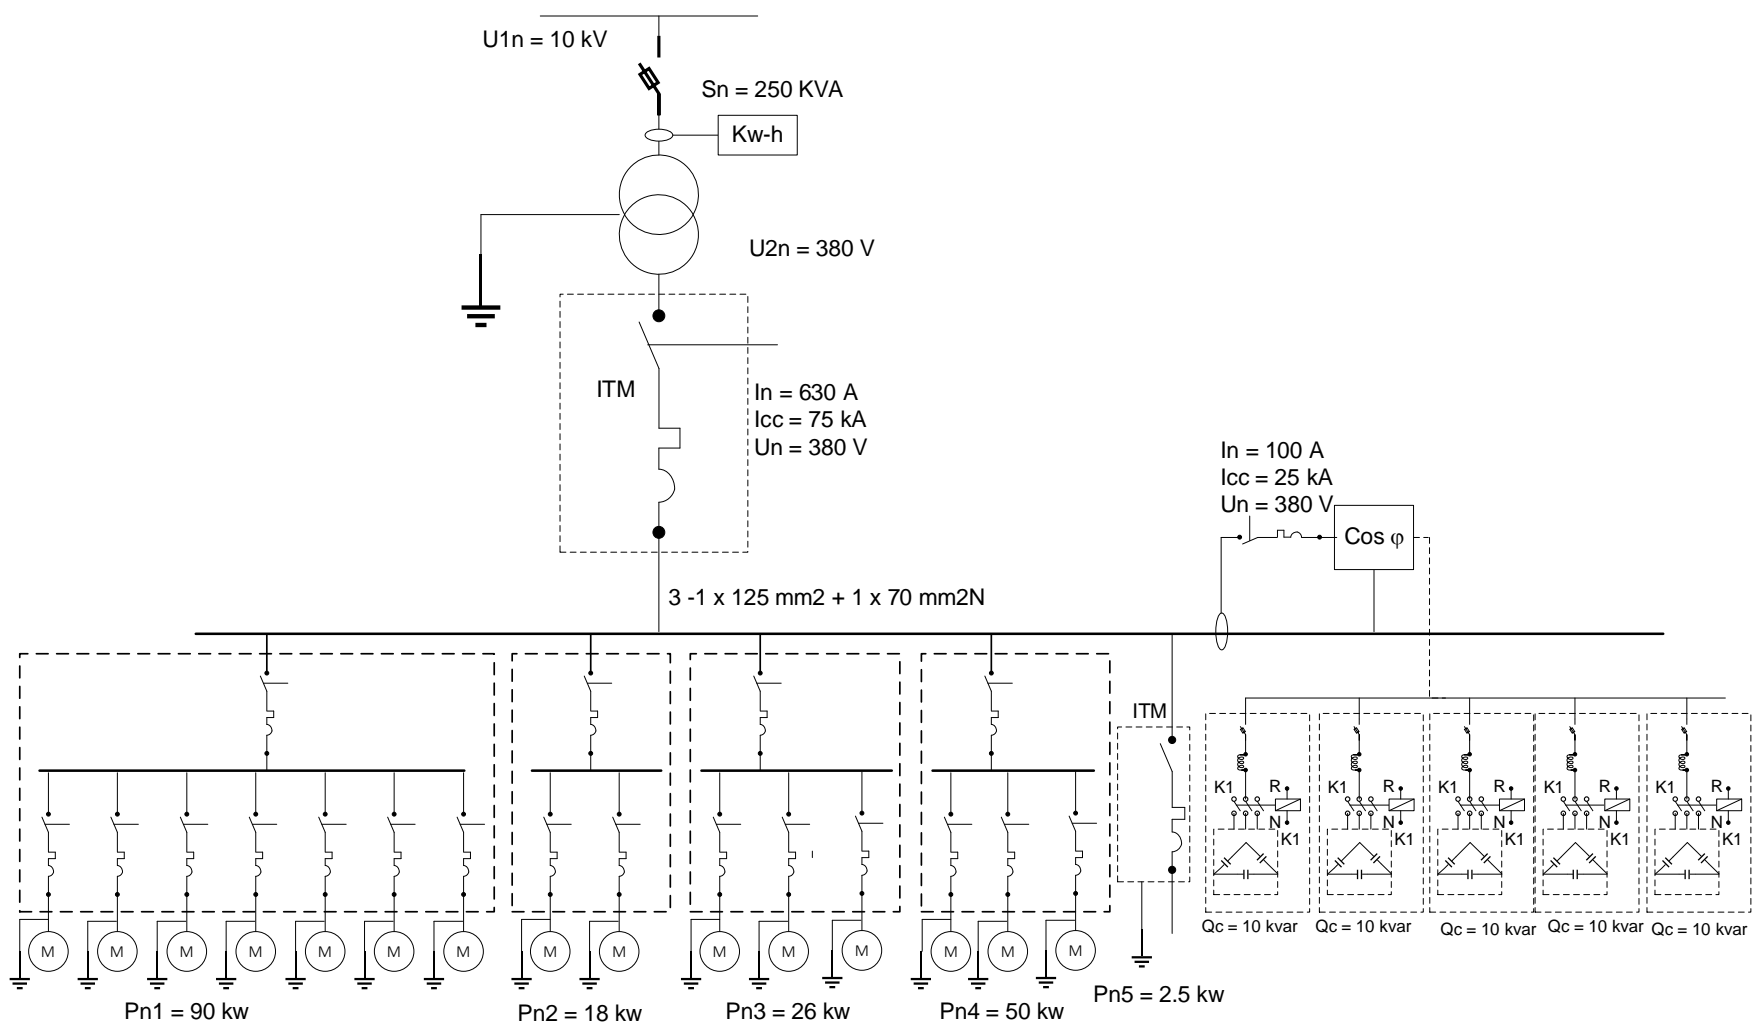 U1n = 10 kV
Sn = 250 KVA
Kw-h
U2n = 380 V
ITM
In = 630 A
Icc = 75 kA
Un = 380 V
In = 100 A
Icc = 25 kA
Un = 380 V
Cos φ
3 -1 x 125 mm2 + 1 x 70 mm2N
ITM
K1 R
N
K1
K1 R
N
K1
K1 R
N
K1
K1 R
N
K1
K1 R
N
K1
Qc = 10 kvar
Qc = 10 kvar
Qc = 10 kvar
Qc = 10 kvar
Qc = 10 kvar
M M M M M M M
M M
M M M
M M M
Pn1 = 90 kw
Pn2 = 18 kw
Pn3 = 26 kw
Pn4 = 50 kw
Pn5 = 2.5 kw